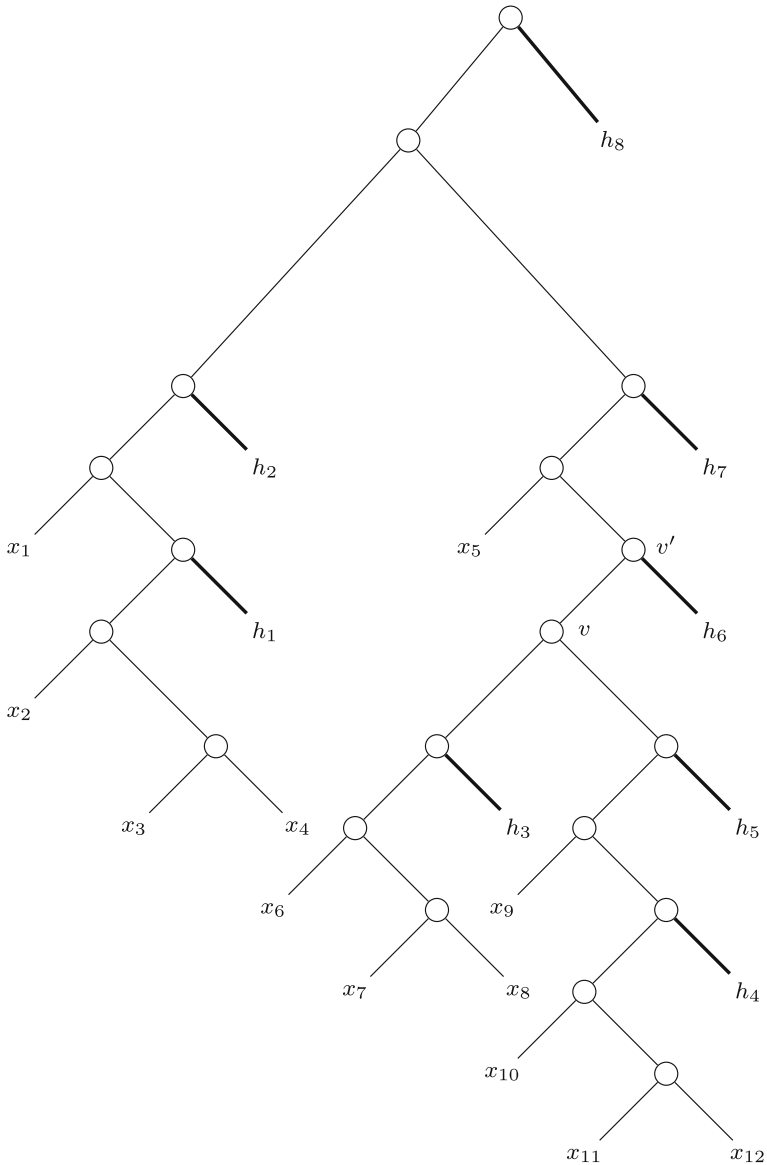 h₈
h₂
h₇
x₁
x₅
v′
h₁
h₆
v
x₂
x₃
x₄
h₃
h₅
x₆
x₉
x₇
x₈
h₄
x₁₀
x₁₁
x₁₂